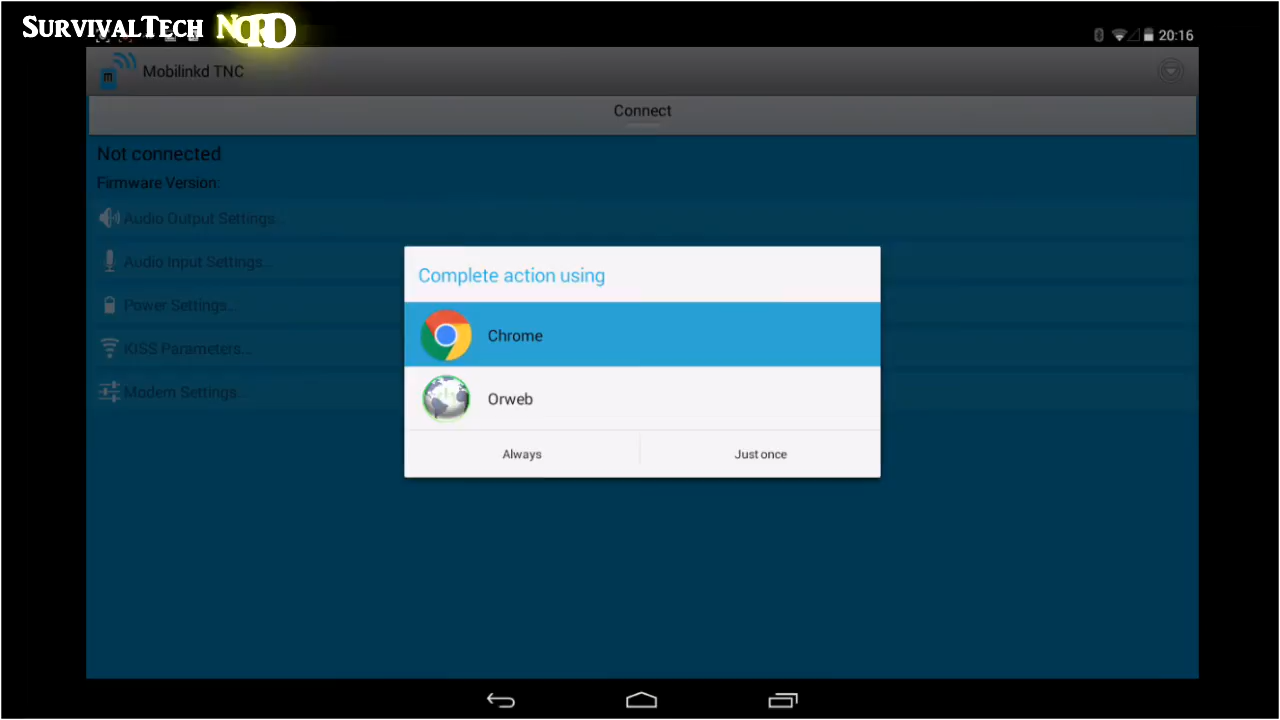 SURVIVALTECH NORD
20:16
Mobilinkd TNC
Connect
Not connected
Firmware Version:
Audio Output Settings...
Audio Input Settings...
Power Settings...
KISS Parameters...
Modem Settings...
Complete action using
Chrome
Orweb
Always
Just once